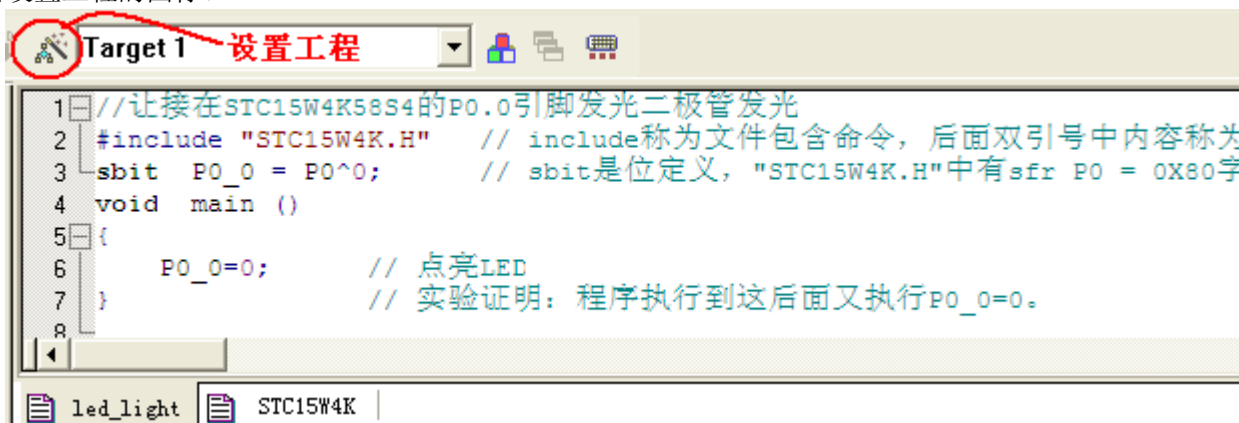 Target 1 设置工程
1 //让接在STC15W4K58S4的P0.0引脚发光二极管发光
2 #include "STC15W4K.H" // include称为文件包含命令，后面双引号中内容称为
3 sbit P0_0 = P0^0; // sbit是位定义，"STC15W4K.H"中有sfr P0 = 0X80字
4 void main ()
5 {
6 P0_0=0; // 点亮LED
7 } // 实验证明：程序执行到这后面又执行P0_0=0。
8
led_light STC15W4K